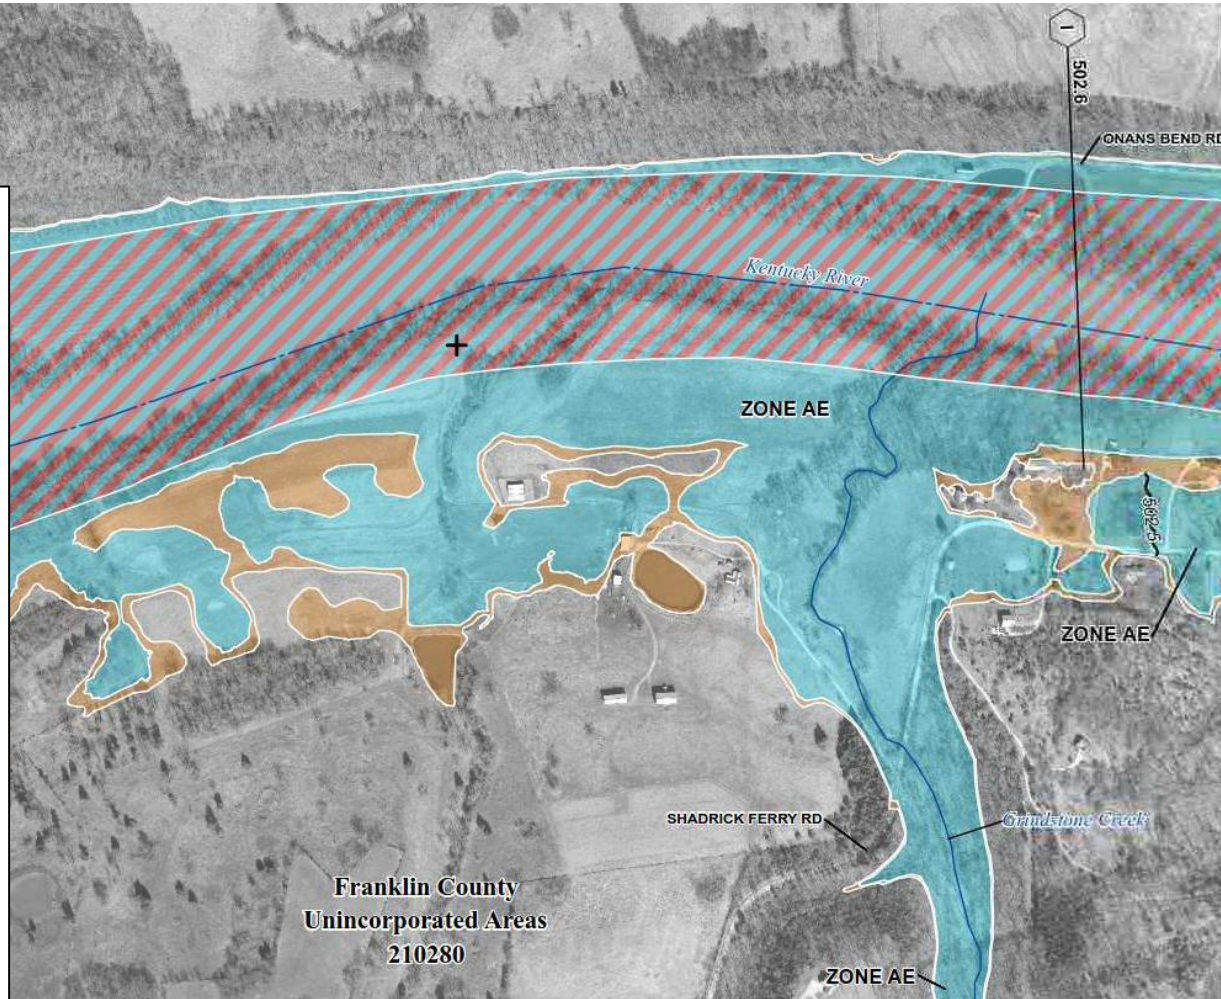 I
502.6
ONANS BEND RD
Kentucky River
ZONE AE
502.5
ZONE AE
SHADRICK FERRY RD
Grindstone Creek
Franklin County
Unincorporated Areas
210280
ZONE AE